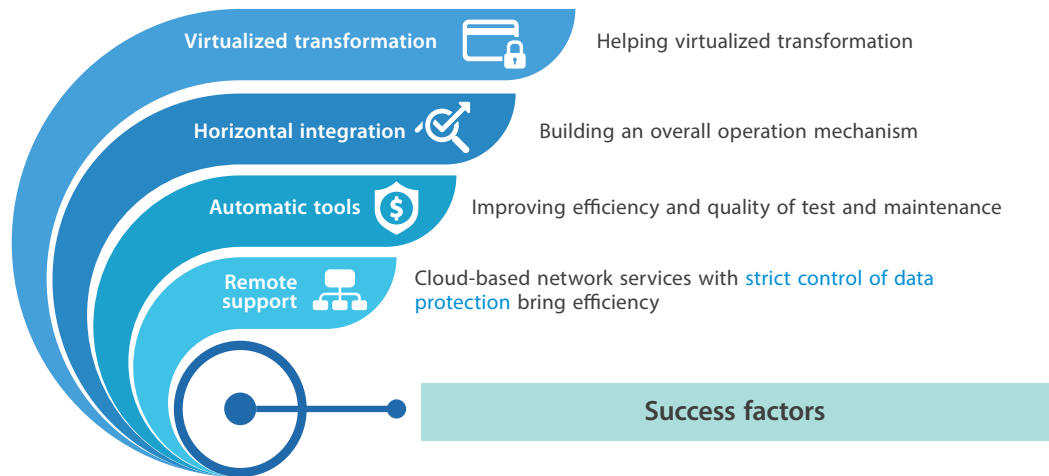 Virtualized transformation
Helping virtualized transformation
Horizontal integration
Building an overall operation mechanism
Automatic tools
$
Improving efficiency and quality of test and maintenance
Remote
support
Cloud-based network services with strict control of data
protection bring efficiency
Success factors